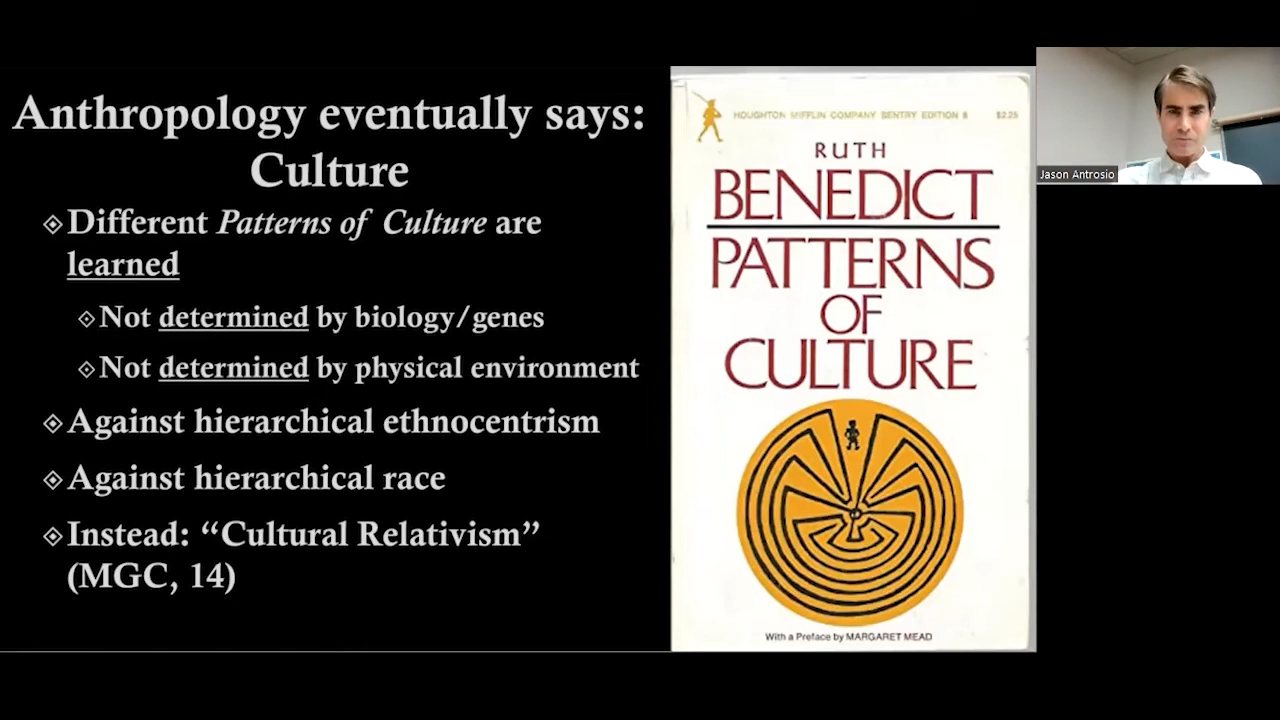 Anthropology eventually says:
Culture
Different Patterns of Culture are
learned
Not determined by biology/genes
Not determined by physical environment
Against hierarchical ethnocentrism
Against hierarchical race
Instead: “Cultural Relativism”
(MGC, 14)
HOUGHTON MIFFLIN COMPANY SENTRY EDITION 8 $2.25
RUTH
BENEDICT
PATTERNS
OF
CULTURE
With a Preface by MARGARET MEAD
Jason Antrosio